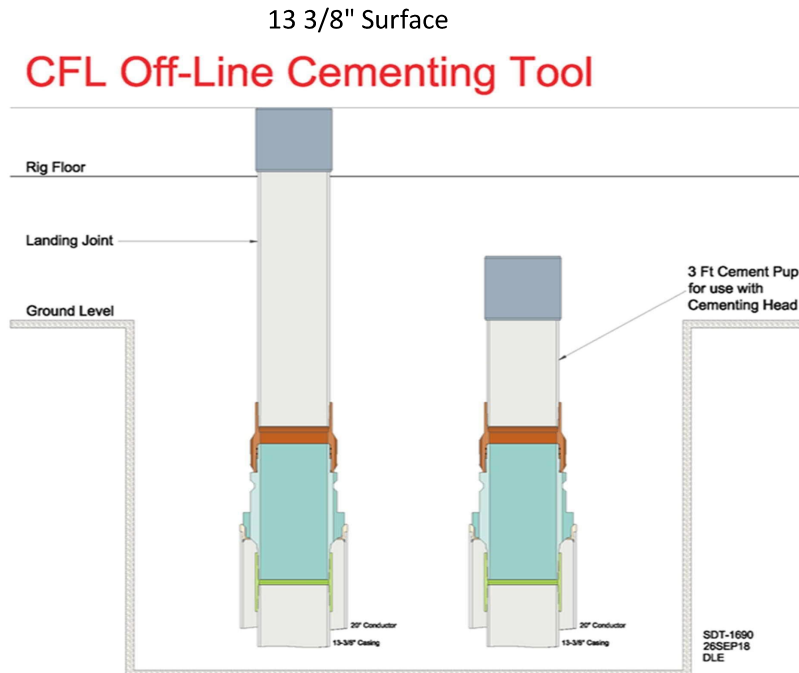 13 3/8" Surface
CFL Off-Line Cementing Tool
Rig Floor
Landing Joint
3 Ft Cement Pup
for use with
Cementing Head
Ground Level
20" Conductor
13-3/8" Casing
20" Conductor
13-3/8" Casing
SDT-1690
26SEP18
DLE